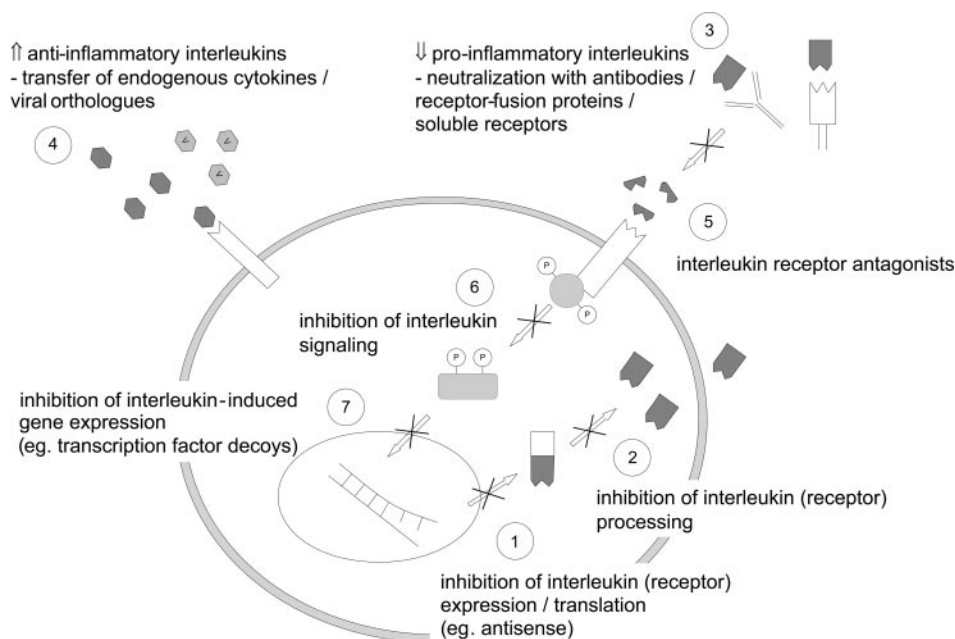 ⇑ anti-inflammatory interleukins
- transfer of endogenous cytokines /
viral orthologues
4
⇓ pro-inflammatory interleukins
- neutralization with antibodies /
receptor-fusion proteins /
soluble receptors
3
5
interleukin receptor antagonists
P
P
6
inhibition of interleukin
signaling
P P
inhibition of interleukin-induced
gene expression
(eg. transcription factor decoys)
7
2
inhibition of interleukin (receptor)
processing
1
inhibition of interleukin (receptor)
expression / translation
(eg. antisense)